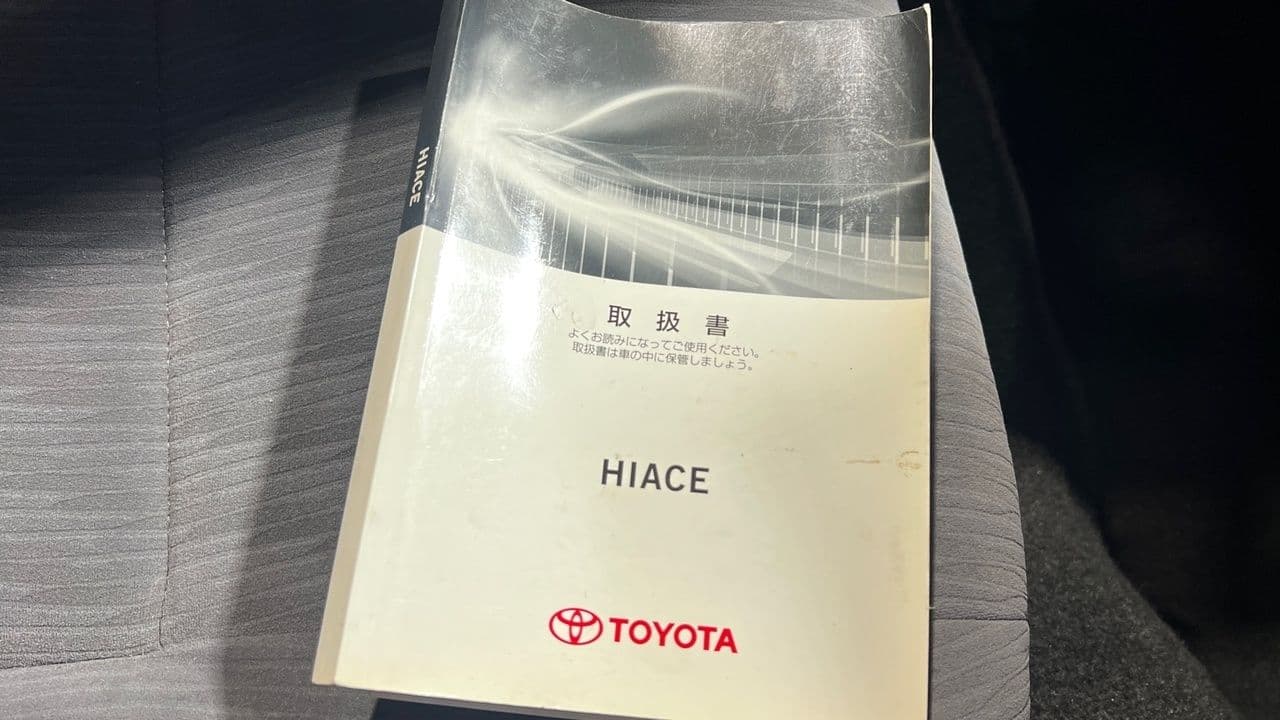 HIACE
取扱書
よくお読みになってご使用ください。
取扱書は車の中に保管しましょう。
HIACE
TOYOTA